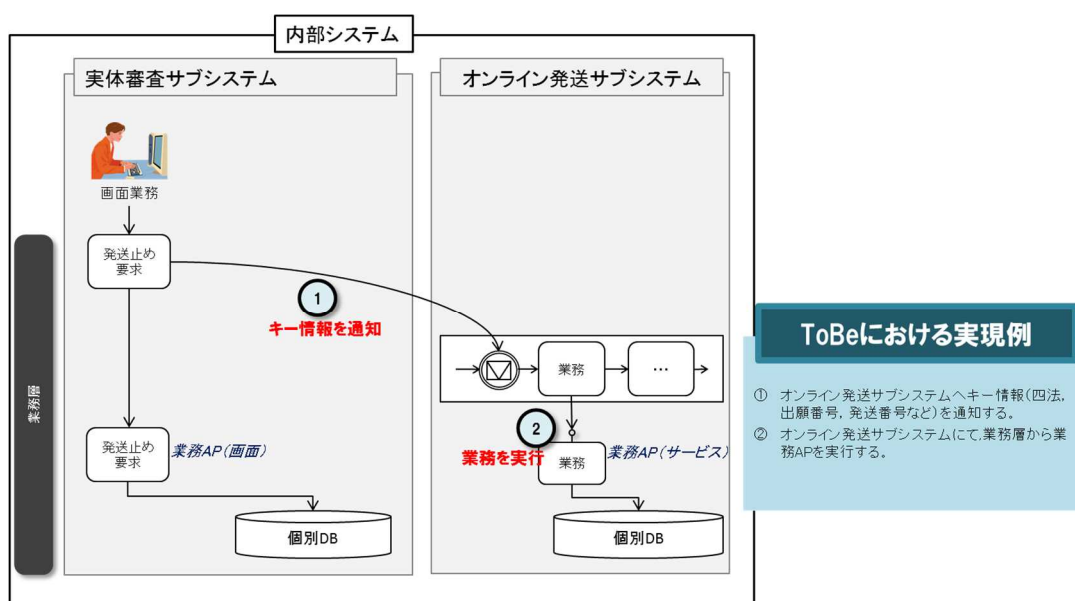 内部システム
実体審査サブシステム
オンライン発送サブシステム
画面業務
発送止め
要求
1
キー情報を通知
業務
…
2
業務を実行
発送止め
要求
業務AP(画面)
業務
業務AP(サービス)
個別DB
個別DB
業務層
ToBeにおける実現例
① オンライン発送サブシステムへキー情報(四法,
出願番号, 発送番号など)を通知する。
② オンライン発送サブシステムにて,業務層から業
務APを実行する。